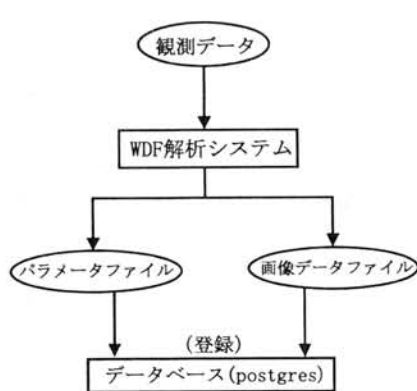 観測データ
WDF解析システム
パラメータファイル
画像データファイル
(登録)
データベース(postgres)